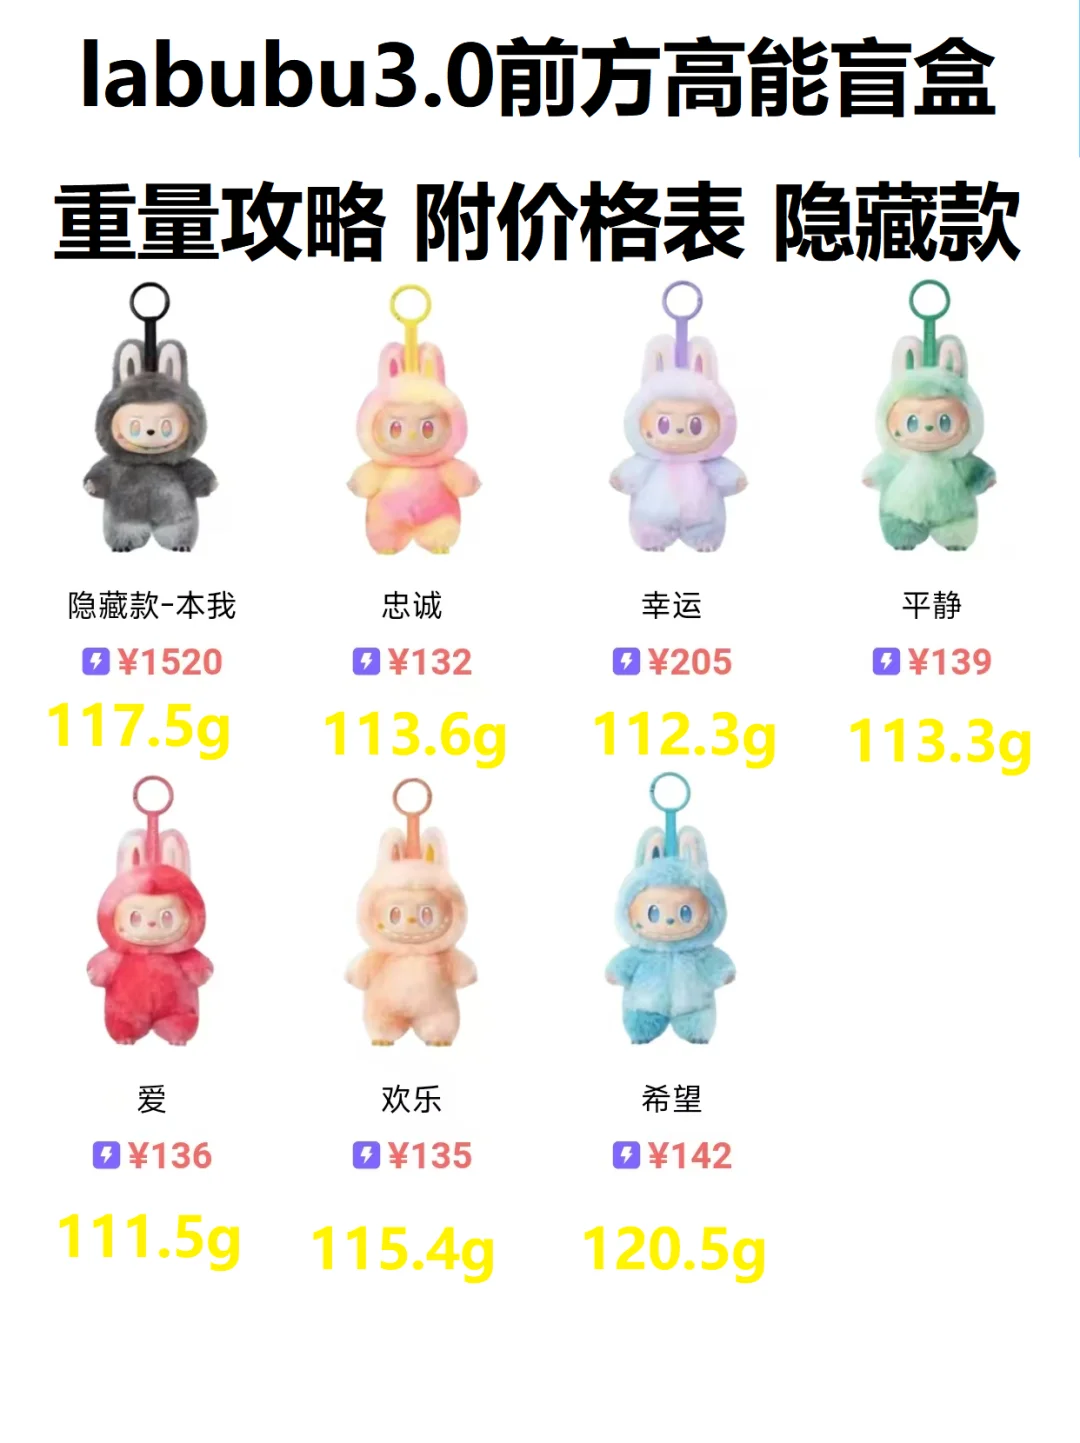 labubu3.0前方高能盲盒
重量攻略 附价格表 隐藏款
隐藏款-本我 忠诚 幸运 平静
¥1520 ¥132 ¥205 ¥139
117.5g 113.6g 112.3g 113.3g
爱 欢乐 希望
¥136 ¥135 ¥142
111.5g 115.4g 120.5g